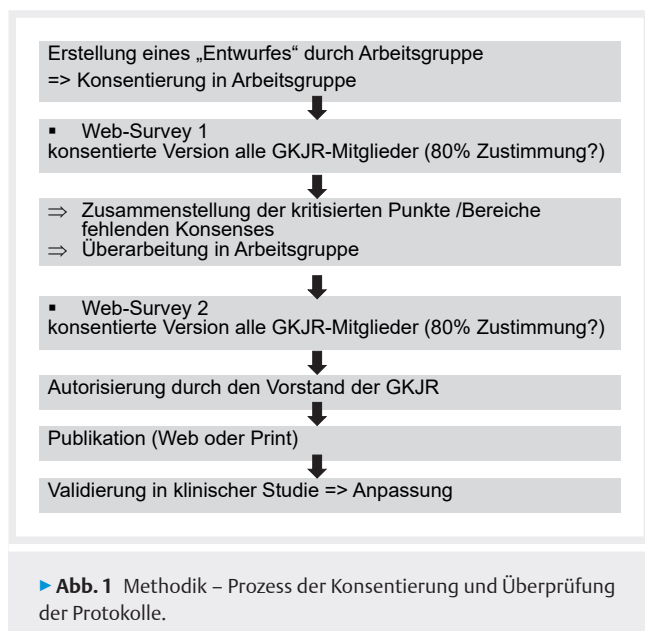 Erstellung eines „Entwurfes“ durch Arbeitsgruppe
=> Konsentierung in Arbeitsgruppe
▪ Web-Survey 1
konsentierte Version alle GKJR-Mitglieder (80% Zustimmung?)
⇒ Zusammenstellung der kritisierten Punkte /Bereiche
fehlenden Konsenses
⇒ Überarbeitung in Arbeitsgruppe
▪ Web-Survey 2
konsentierte Version alle GKJR-Mitglieder (80% Zustimmung?)
Autorisierung durch den Vorstand der GKJR
Publikation (Web oder Print)
Validierung in klinischer Studie => Anpassung
▶ Abb. 1 Methodik – Prozess der Konsentierung und Überprüfung
der Protokolle.